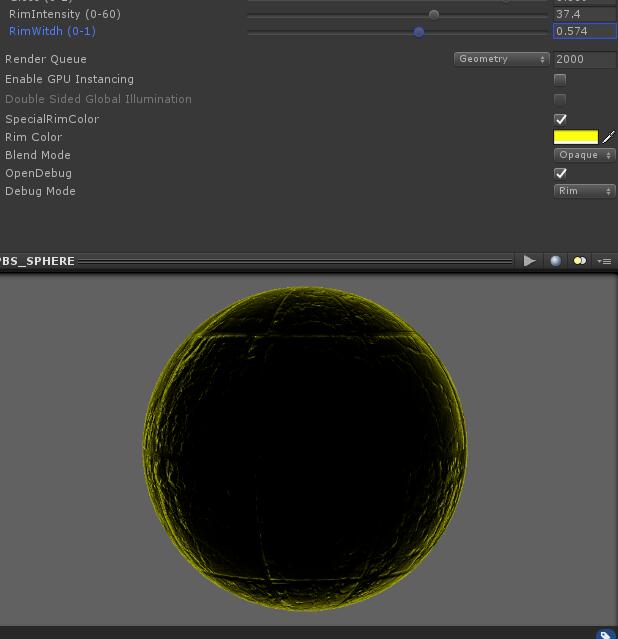 RimIntensity (0-60) 37.4
RimWitdh (0-1) 0.574
Render Queue Geometry 2000
Enable GPU Instancing
Double Sided Global Illumination
SpecialRimColor
Rim Color
Blend Mode Opaque
OpenDebug
Debug Mode Rim
PBS_SPHERE